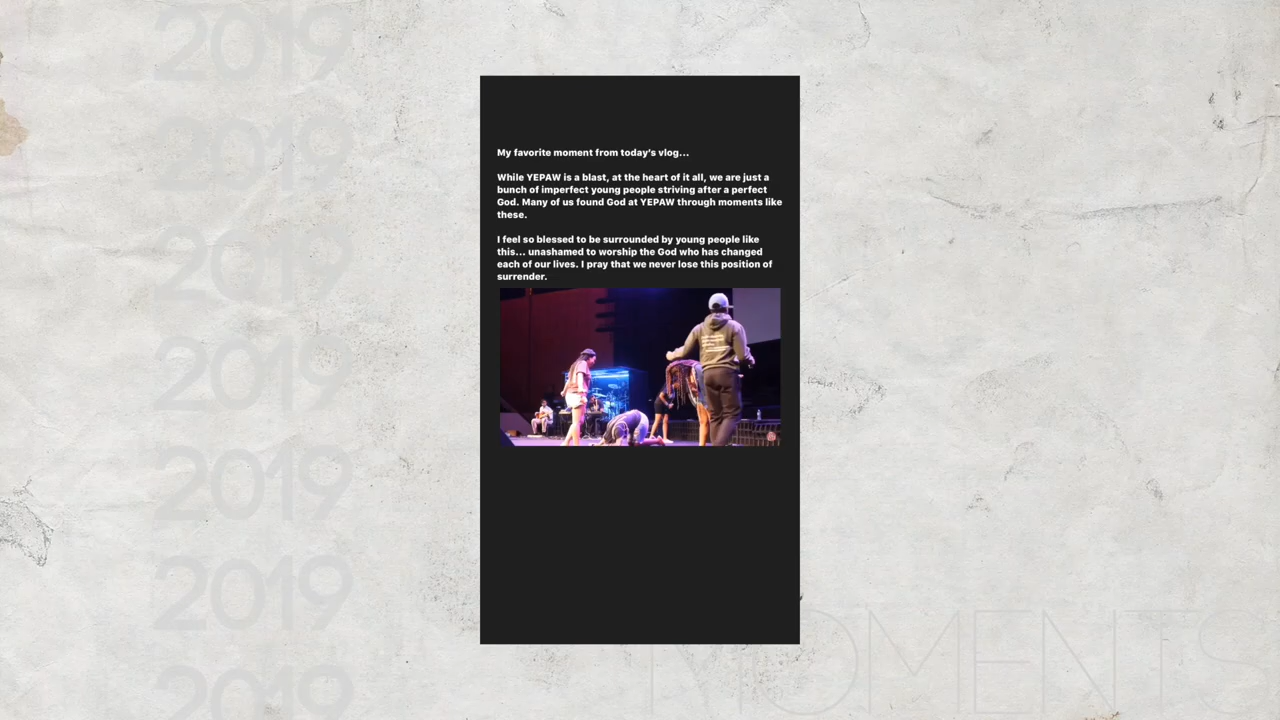 2019
2019
2019
2019
2019
2019
2019
My favorite moment from today's vlog...
While YEPAW is a blast, at the heart of it all, we are just a
bunch of imperfect young people striving after a perfect
God. Many of us found God at YEPAW through moments like
these.
I feel so blessed to be surrounded by young people like
this... unashamed to worship the God who has changed
each of our lives. I pray that we never lose this position of
surrender.
MOMENTS